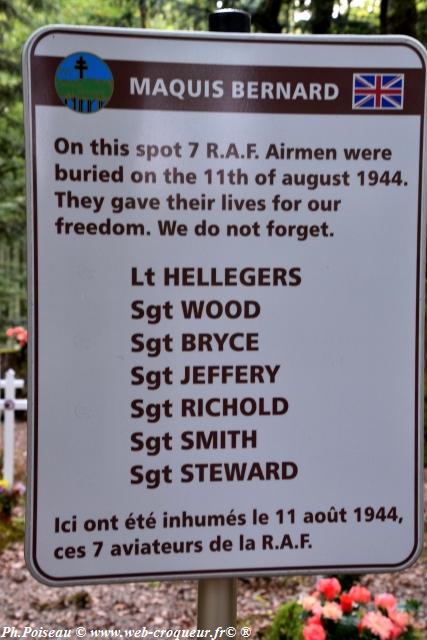 MAQUIS BERNARD
On this spot 7 R.A.F. Airmen were
buried on the 11th of august 1944.
They gave their lives for our
freedom. We do not forget.
Lt HELLEGERS
Sgt WOOD
Sgt BRYCE
Sgt JEFFERY
Sgt RICHOLD
Sgt SMITH
Sgt STEWARD
Ici ont été inhumés le 11 août 1944,
ces 7 aviateurs de la R.A.F.
Ph.Poiseau © www.web-croqueur.fr ©®